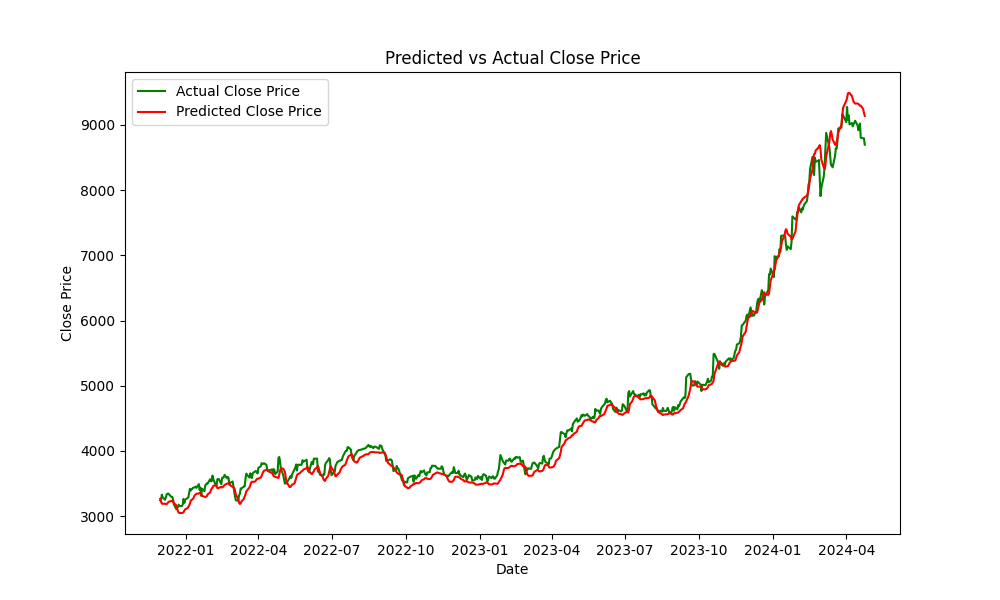 Predicted vs Actual Close Price
Actual Close Price
Predicted Close Price
Close Price
9000
8000
7000
6000
5000
4000
3000
2022-01 2022-04 2022-07 2022-10 2023-01 2023-04 2023-07 2023-10 2024-01 2024-04
Date